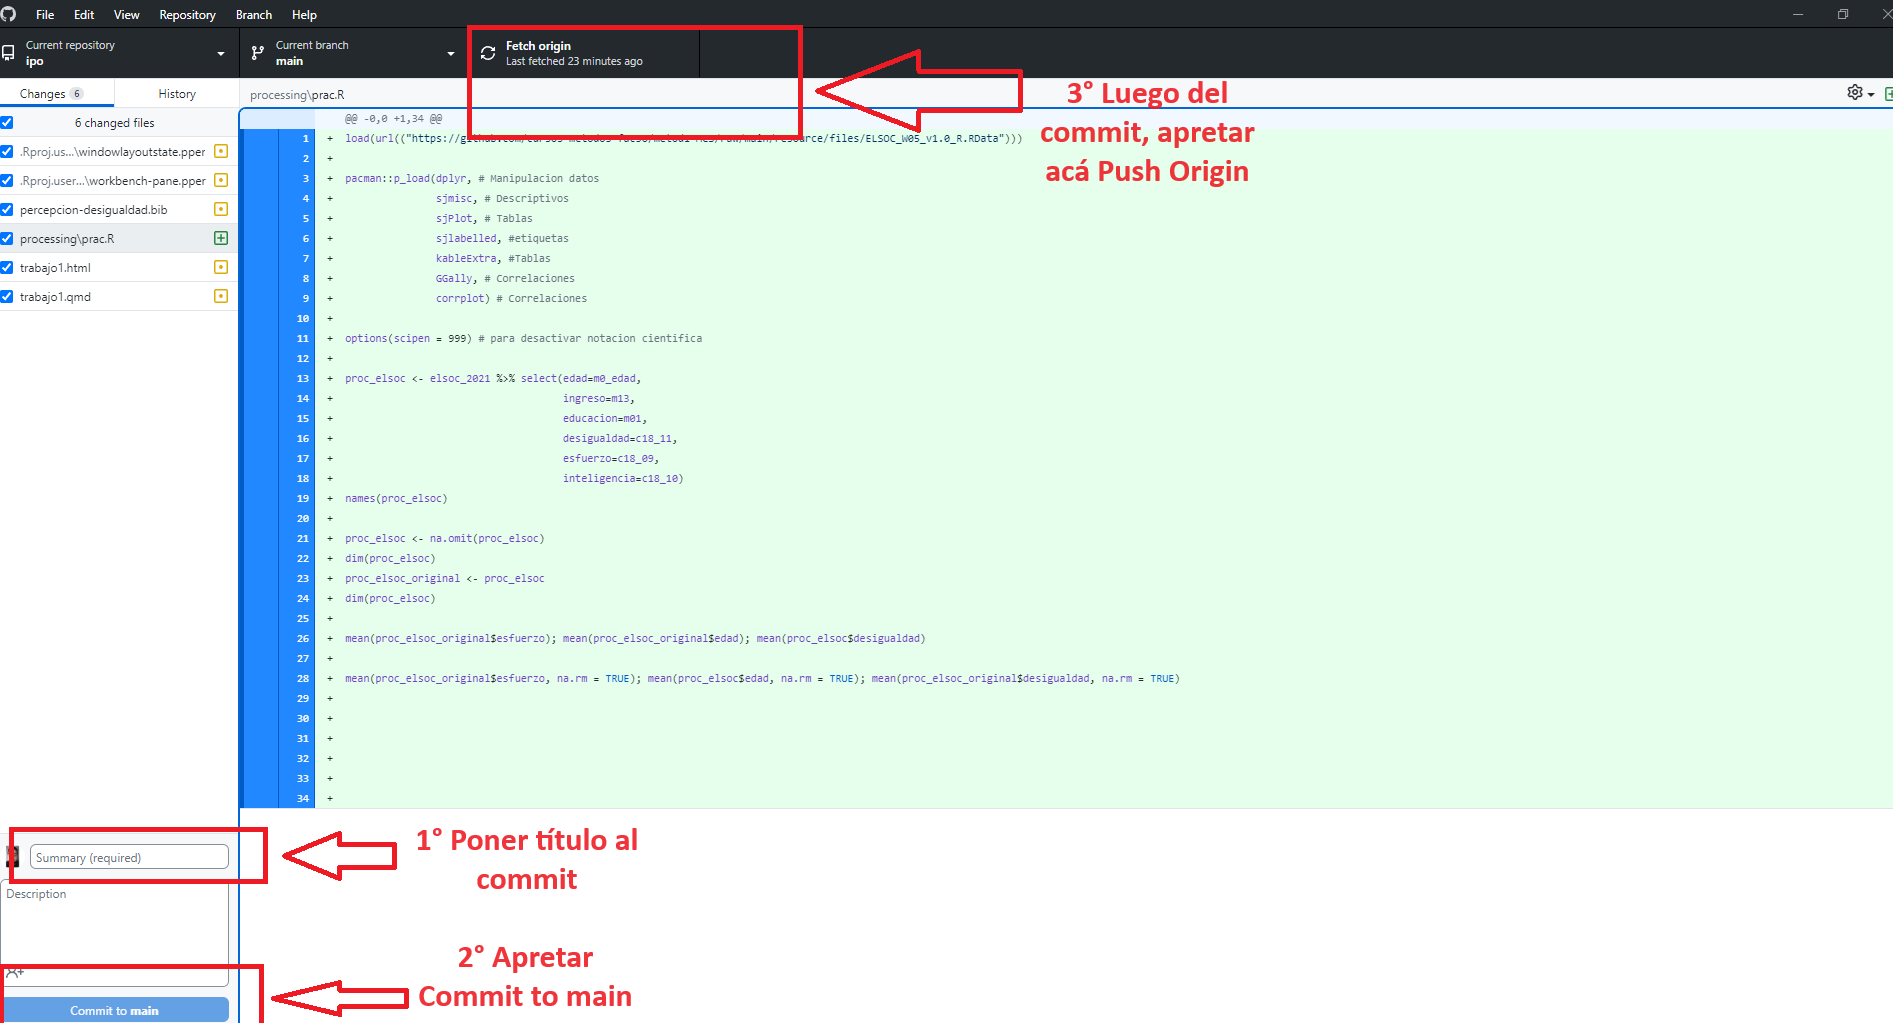 File Edit View Repository Branch Help
Current repository
ipo
Current branch
main
Fetch origin
Last fetched 23 minutes ago
Changes 6 History
6 changed files
.Rproj.us...\windowlayoutstate.pper
.Rproj.user...\workbench-pane.pper
percepcion-desigualdad.bib
processing\prac.R
trabajo1.html
trabajo1.qmd
processing\prac.R
@@ -0,0 +1,34 @@
1 + load(url(("https://github.com/cursos-metodos-facso/metod1-MCS/raw/main/resource/files/ELSOC_W05_v1.0_R.RData")))
2 +
3 + pacman::p_load(dplyr, # Manipulacion datos
4 + sjmisc, # Descriptivos
5 + sjPlot, # Tablas
6 + sjlabelled, #etiquetas
7 + kableExtra, #Tablas
8 + GGally, # Correlaciones
9 + corrplot) # Correlaciones
10 +
11 + options(scipen = 999) # para desactivar notacion cientifica
12 +
13 + proc_elsoc <- elsoc_2021 %>% select(edad=m0_edad,
14 + ingreso=m13,
15 + educacion=m01,
16 + desigualdad=c18_11,
17 + esfuerzo=c18_09,
18 + inteligencia=c18_10)
19 + names(proc_elsoc)
20 +
21 + proc_elsoc <- na.omit(proc_elsoc)
22 + dim(proc_elsoc)
23 + proc_elsoc_original <- proc_elsoc
24 + dim(proc_elsoc)
25 +
26 + mean(proc_elsoc_original$esfuerzo); mean(proc_elsoc_original$edad); mean(proc_elsoc$desigualdad)
27 +
28 + mean(proc_elsoc_original$esfuerzo, na.rm = TRUE); mean(proc_elsoc$edad, na.rm = TRUE); mean(proc_elsoc_original$desigualdad, na.rm = TRUE)
29 +
30 +
31 +
32 +
33 +
34 +
3° Luego del
commit, apretar
acá Push Origin
Summary (required)
1° Poner título al
commit
Description
2° Apretar
Commit to main
Commit to main